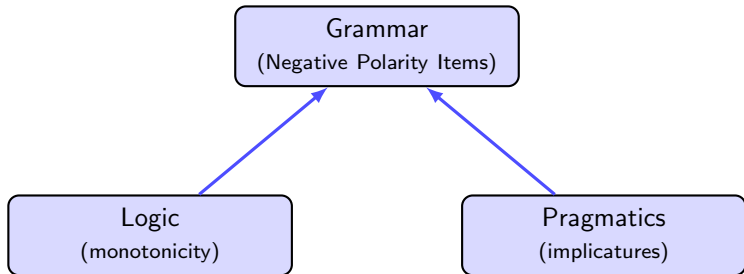 Grammar
(Negative Polarity Items)
Logic
(monotonicity)
Pragmatics
(implicatures)